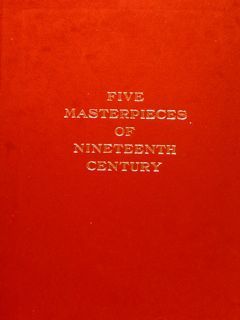 FIVE
MASTERPIECES
OF
NINETEENTH
CENTURY